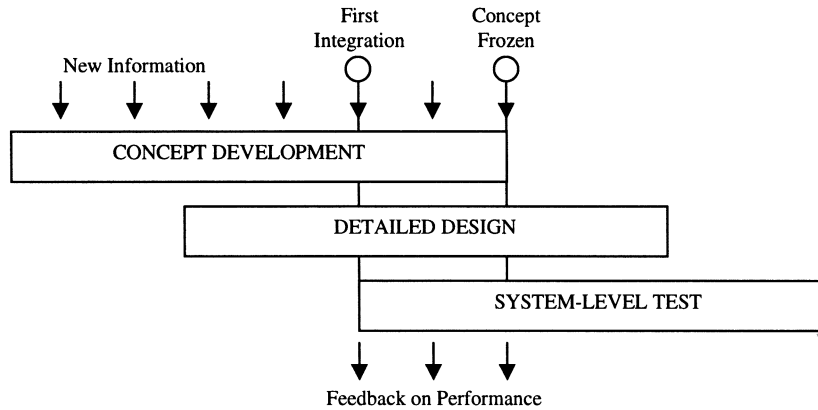 First
Integration
Concept
Frozen
New Information
CONCEPT DEVELOPMENT
DETAILED DESIGN
SYSTEM-LEVEL TEST
Feedback on Performance